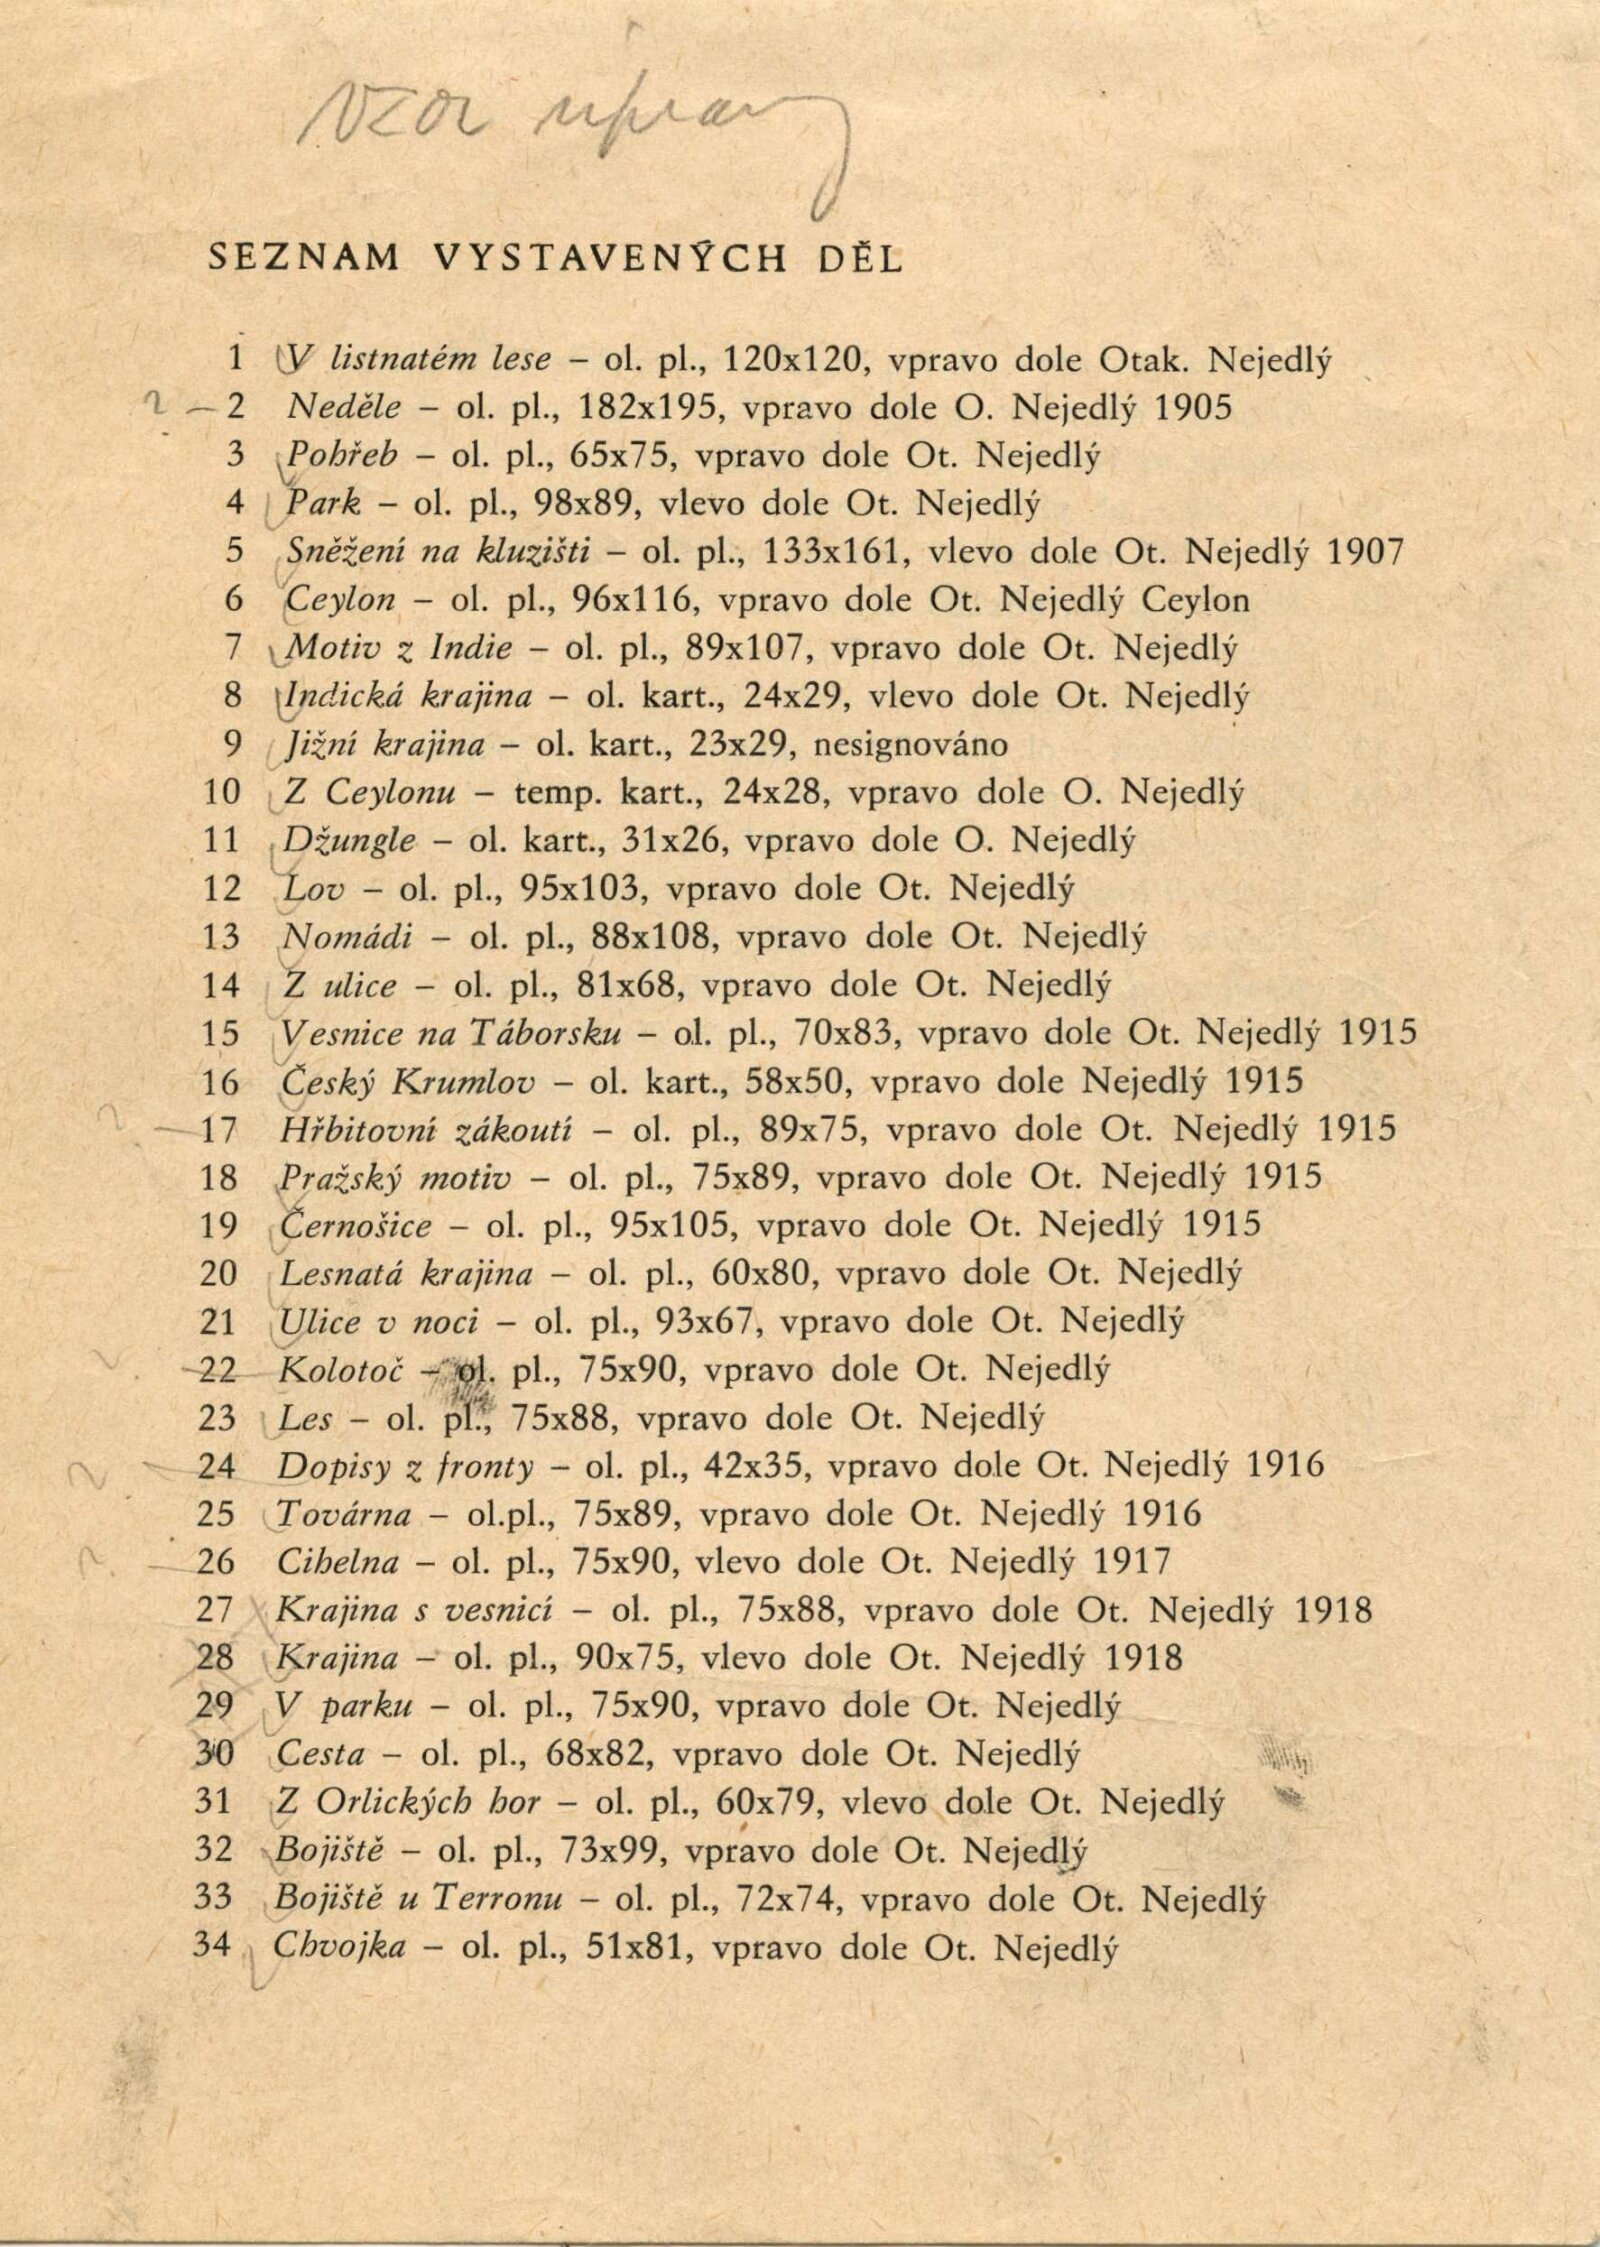 vzor úpravy
SEZNAM VYSTAVENÝCH DĚL
1 V listnatém lese – ol. pl., 120x120, vpravo dole Otak. Nejedlý
? – 2 Neděle – ol. pl., 182x195, vpravo dole O. Nejedlý 1905
3 Pohřeb – ol. pl., 65x75, vpravo dole Ot. Nejedlý
4 Park – ol. pl., 98x89, vlevo dole Ot. Nejedlý
5 Sněžení na kluzišti – ol. pl., 133x161, vlevo dole Ot. Nejedlý 1907
6 Ceylon – ol. pl., 96x116, vpravo dole Ot. Nejedlý Ceylon
7 Motiv z Indie – ol. pl., 89x107, vpravo dole Ot. Nejedlý
8 Indická krajina – ol. kart., 24x29, vlevo dole Ot. Nejedlý
9 Jižní krajina – ol. kart., 23x29, nesignováno
10 Z Ceylonu – temp. kart., 24x28, vpravo dole O. Nejedlý
11 Džungle – ol. kart., 31x26, vpravo dole O. Nejedlý
12 Lov – ol. pl., 95x103, vpravo dole Ot. Nejedlý
13 Nomádi – ol. pl., 88x108, vpravo dole Ot. Nejedlý
14 Z ulice – ol. pl., 81x68, vpravo dole Ot. Nejedlý
15 Vesnice na Táborsku – ol. pl., 70x83, vpravo dole Ot. Nejedlý 1915
16 Český Krumlov – ol. kart., 58x50, vpravo dole Nejedlý 1915
? – 17 Hřbitovní zákoutí – ol. pl., 89x75, vpravo dole Ot. Nejedlý 1915
18 Pražský motiv – ol. pl., 75x89, vpravo dole Ot. Nejedlý 1915
19 Černošice – ol. pl., 95x105, vpravo dole Ot. Nejedlý 1915
20 Lesnatá krajina – ol. pl., 60x80, vpravo dole Ot. Nejedlý
21 Ulice v noci – ol. pl., 93x67, vpravo dole Ot. Nejedlý
? 22 Kolotoč – ol. pl., 75x90, vpravo dole Ot. Nejedlý
23 Les – ol. pl., 75x88, vpravo dole Ot. Nejedlý
? – 24 Dopisy z fronty – ol. pl., 42x35, vpravo dole Ot. Nejedlý 1916
25 Továrna – ol.pl., 75x89, vpravo dole Ot. Nejedlý 1916
? – 26 Cihelna – ol. pl., 75x90, vlevo dole Ot. Nejedlý 1917
27 Krajina s vesnicí – ol. pl., 75x88, vpravo dole Ot. Nejedlý 1918
28 Krajina – ol. pl., 90x75, vlevo dole Ot. Nejedlý 1918
29 V parku – ol. pl., 75x90, vpravo dole Ot. Nejedlý
30 Cesta – ol. pl., 68x82, vpravo dole Ot. Nejedlý
31 Z Orlických hor – ol. pl., 60x79, vlevo dole Ot. Nejedlý
32 Bojiště – ol. pl., 73x99, vpravo dole Ot. Nejedlý
33 Bojiště u Terronu – ol. pl., 72x74, vpravo dole Ot. Nejedlý
34 Chvojka – ol. pl., 51x81, vpravo dole Ot. Nejedlý